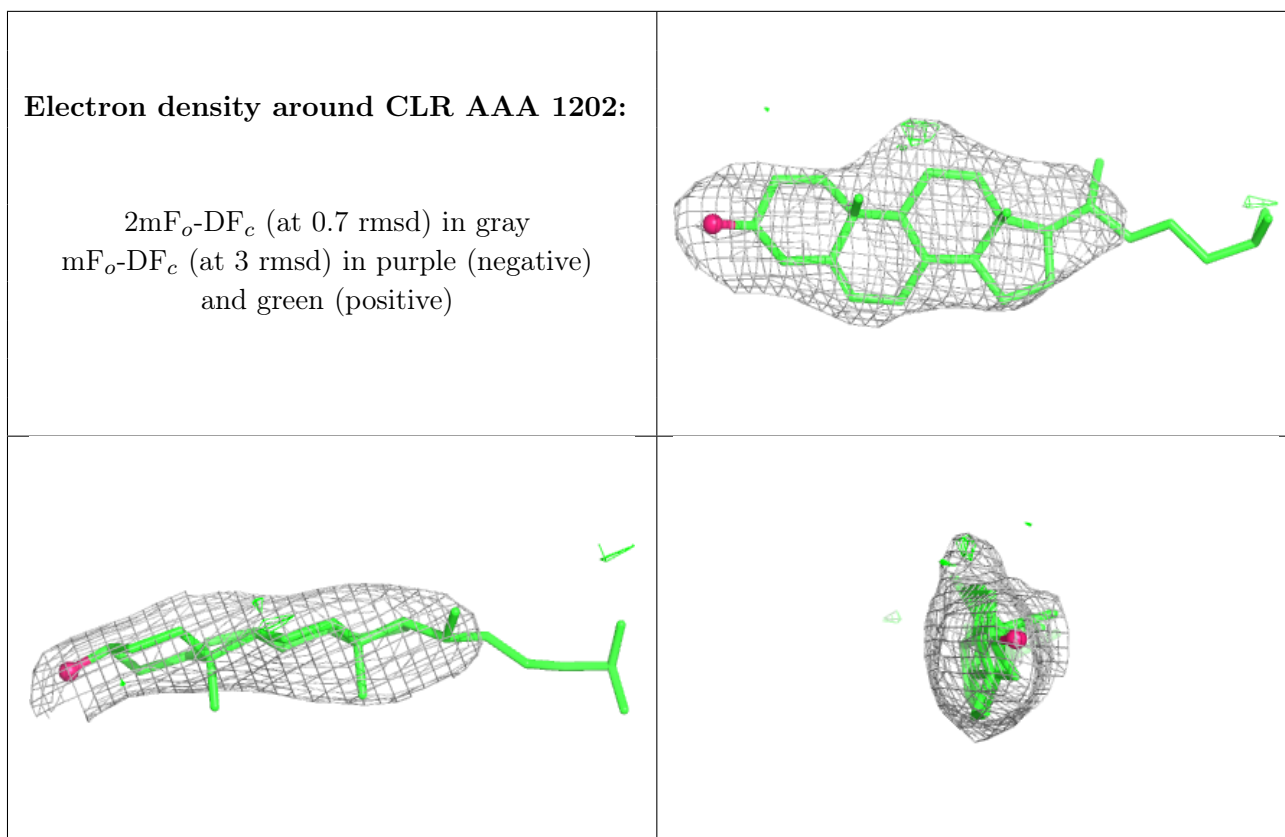 Electron density around CLR AAA 1202:
2mFₒ-DF𝒸 (at 0.7 rmsd) in gray
mFₒ-DF𝒸 (at 3 rmsd) in purple (negative)
and green (positive)